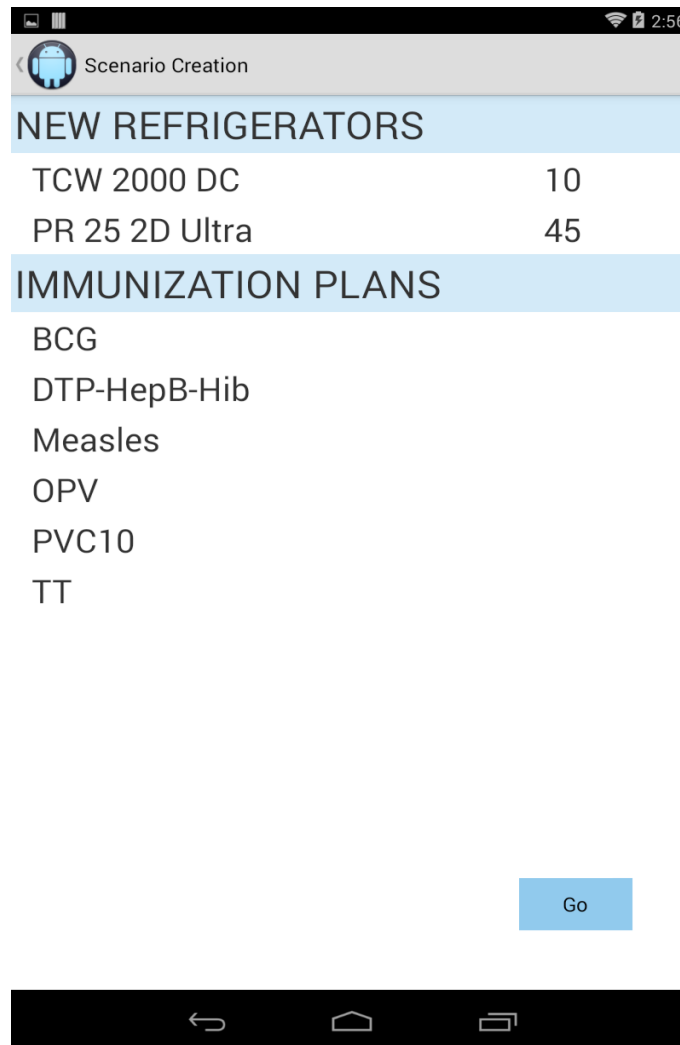 2:56
Scenario Creation
NEW REFRIGERATORS
TCW 2000 DC 10
PR 25 2D Ultra 45
IMMUNIZATION PLANS
BCG
DTP-HepB-Hib
Measles
OPV
PVC10
TT
Go